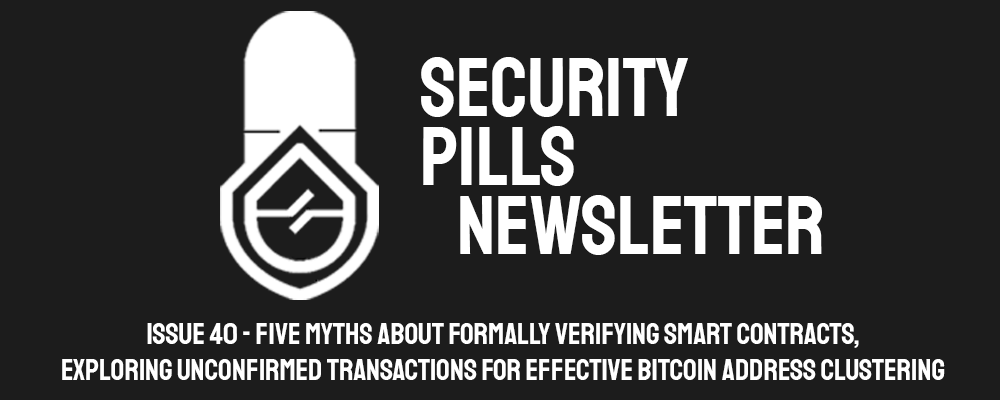 SECURITY
PILLS
NEWSLETTER
ISSUE 40 - FIVE MYTHS ABOUT FORMALLY VERIFYING SMART CONTRACTS,
EXPLORING UNCONFIRMED TRANSACTIONS FOR EFFECTIVE BITCOIN ADDRESS CLUSTERING